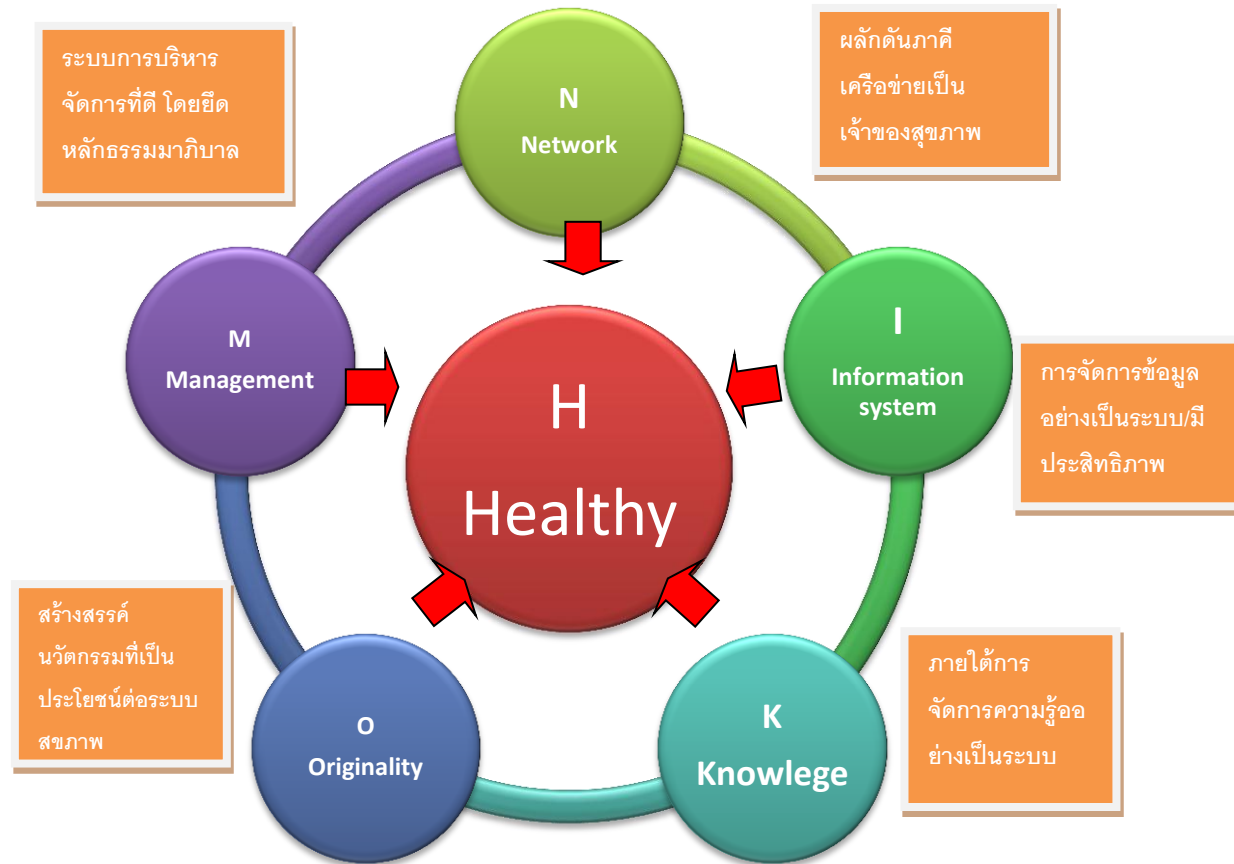 ระบบการบริหาร
จัดการที่ดี โดยยึด
หลักธรรมมาภิบาล
N
Network
ผลักดันภาคี
เครือข่ายเป็น
เจ้าของสุขภาพ
M
Management
I
Information
system
การจัดการข้อมูล
อย่างเป็นระบบ/มี
ประสิทธิภาพ
H
Healthy
สร้างสรรค์
นวัตกรรมที่เป็น
ประโยชน์ต่อระบบ
สขภาพ
O
Originality
K
Knowlege
ภายใต้การ
จัดการความรู้ออ
ย่างเป็นระบบ